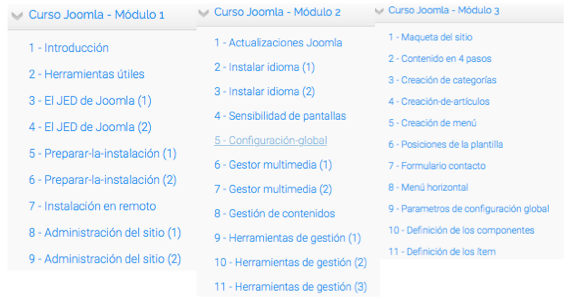 Curso Joomla - Módulo 1
1 - Introducción
2 - Herramientas útiles
3 - El JED de Joomla (1)
4 - El JED de Joomla (2)
5 - Preparar-la-instalación (1)
6 - Preparar-la-instalación (2)
7 - Instalación en remoto
8 - Administración del sitio (1)
9 - Administración del sitio (2)
Curso Joomla - Módulo 2
1 - Actualizaciones Joomla
2 - Instalar idioma (1)
3 - Instalar idioma (2)
4 - Sensibilidad de pantallas
5 - Configuración-global
6 - Gestor multimedia (1)
7 - Gestor multimedia (2)
8 - Gestión de contenidos
9 - Herramientas de gestión (1)
10 - Herramientas de gestión (2)
11 - Herramientas de gestión (3)
Curso Joomla - Módulo 3
1 - Maqueta del sitio
2 - Contenido en 4 pasos
3 - Creación de categorías
4 - Creación-de-artículos
5 - Creación de menú
6 - Posiciones de la plantilla
7 - Formulario contacto
8 - Menú horizontal
9 - Parametros de configuración global
10 - Definición de los componentes
11 - Definición de los ítem